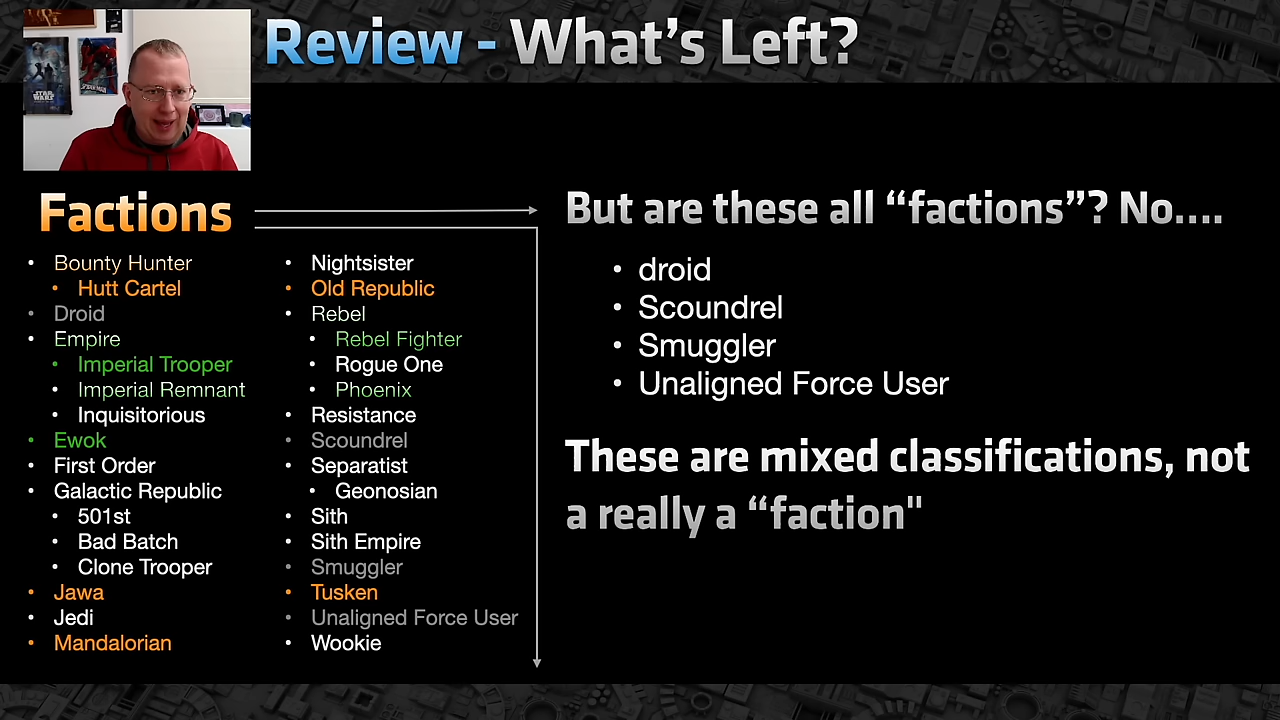 Review - What's Left?
STAR
WARS
Factions
• Bounty Hunter
• Hutt Cartel
• Droid
• Empire
• Imperial Trooper
• Imperial Remnant
• Inquisitorious
• Ewok
• First Order
• Galactic Republic
• 501st
• Bad Batch
• Clone Trooper
• Jawa
• Jedi
• Mandalorian
• Nightsister
• Old Republic
• Rebel
• Rebel Fighter
• Rogue One
• Phoenix
• Resistance
• Scoundrel
• Separatist
• Geonosian
• Sith
• Sith Empire
• Smuggler
• Tusken
• Unaligned Force User
• Wookie
But are these all “factions”? No....
• droid
• Scoundrel
• Smuggler
• Unaligned Force User
These are mixed classifications, not
a really a “faction"